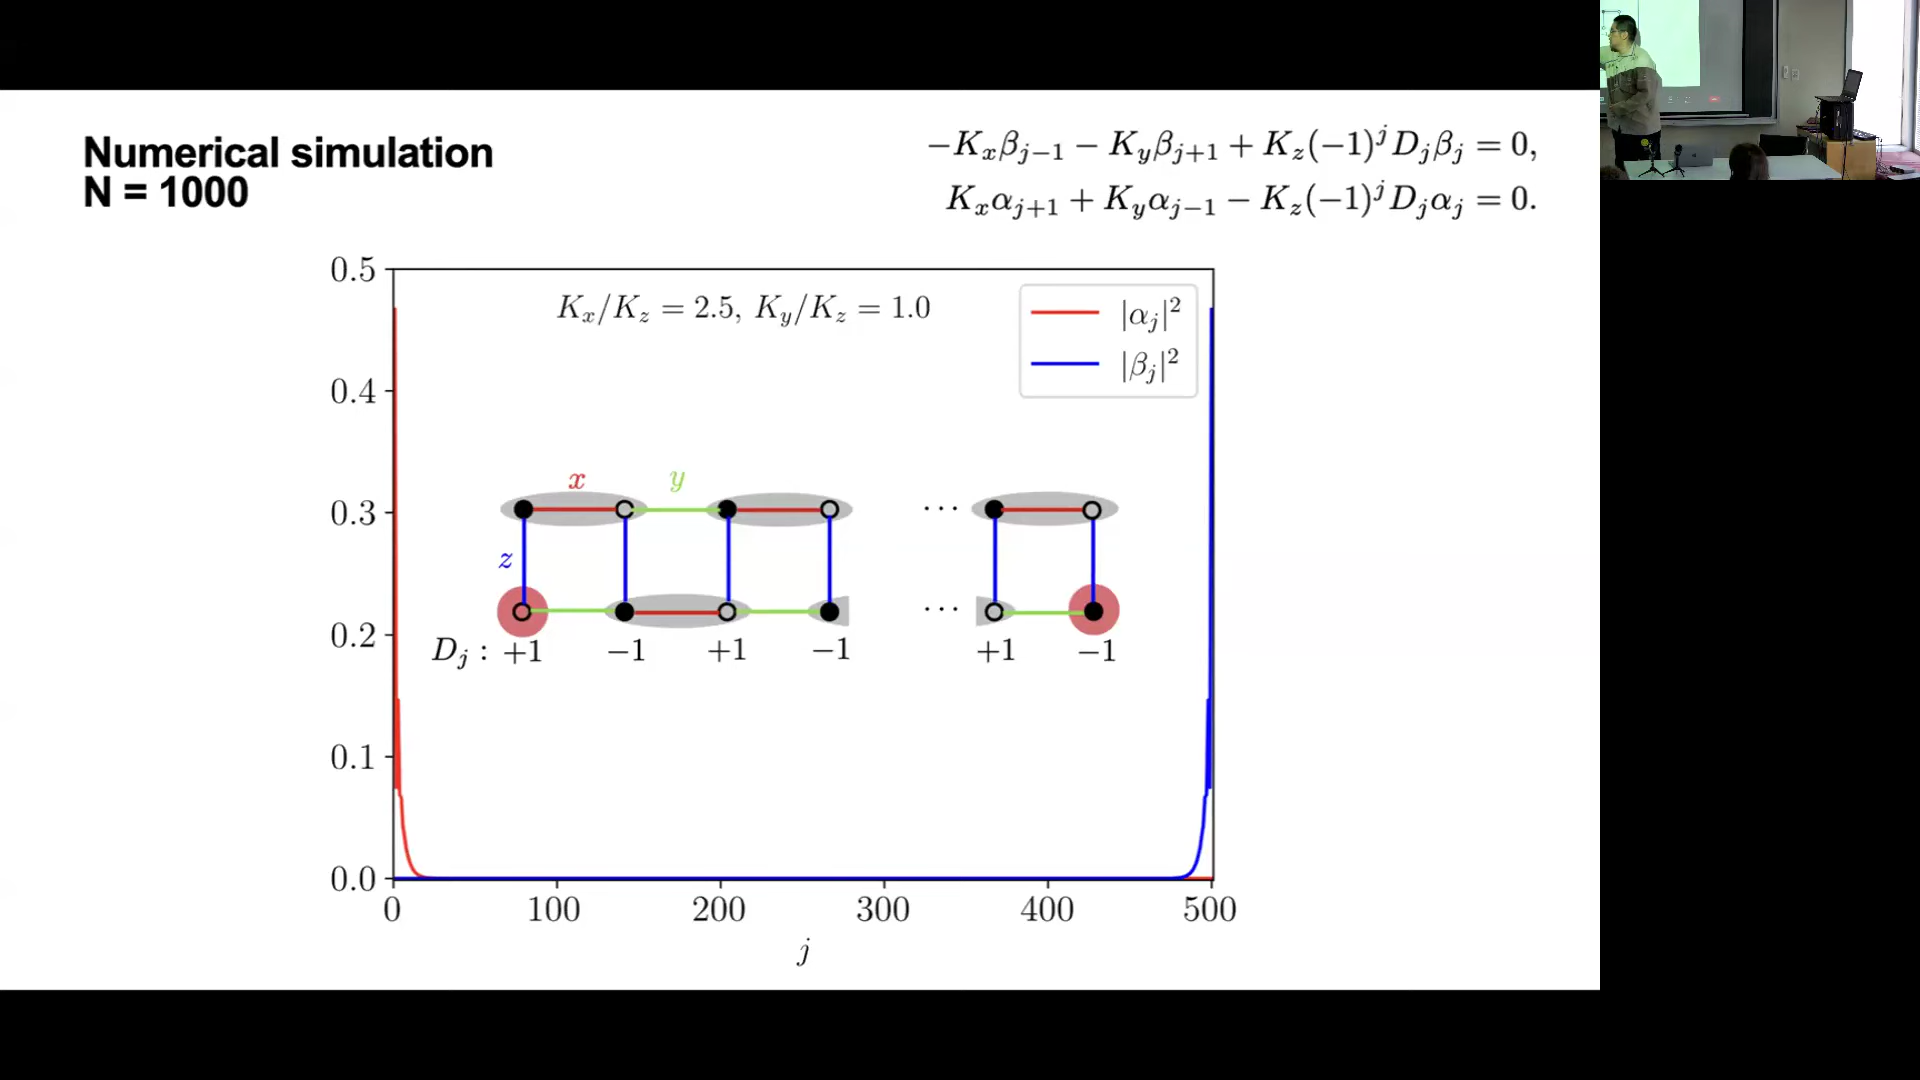 Numerical simulation
N = 1000
−K_xβ_{j−1} − K_yβ_{j+1} + K_z(−1)^jD_jβ_j = 0,
K_xα_{j+1} + K_yα_{j−1} − K_z(−1)^jD_jα_j = 0.
0.5
0.4
0.3
0.2
0.1
0.0
K_x/K_z = 2.5, K_y/K_z = 1.0
|α_j|^2
|β_j|^2
x y
z
···
···
D_j : +1 −1 +1 −1 +1 −1
0 100 200 300 400 500
j